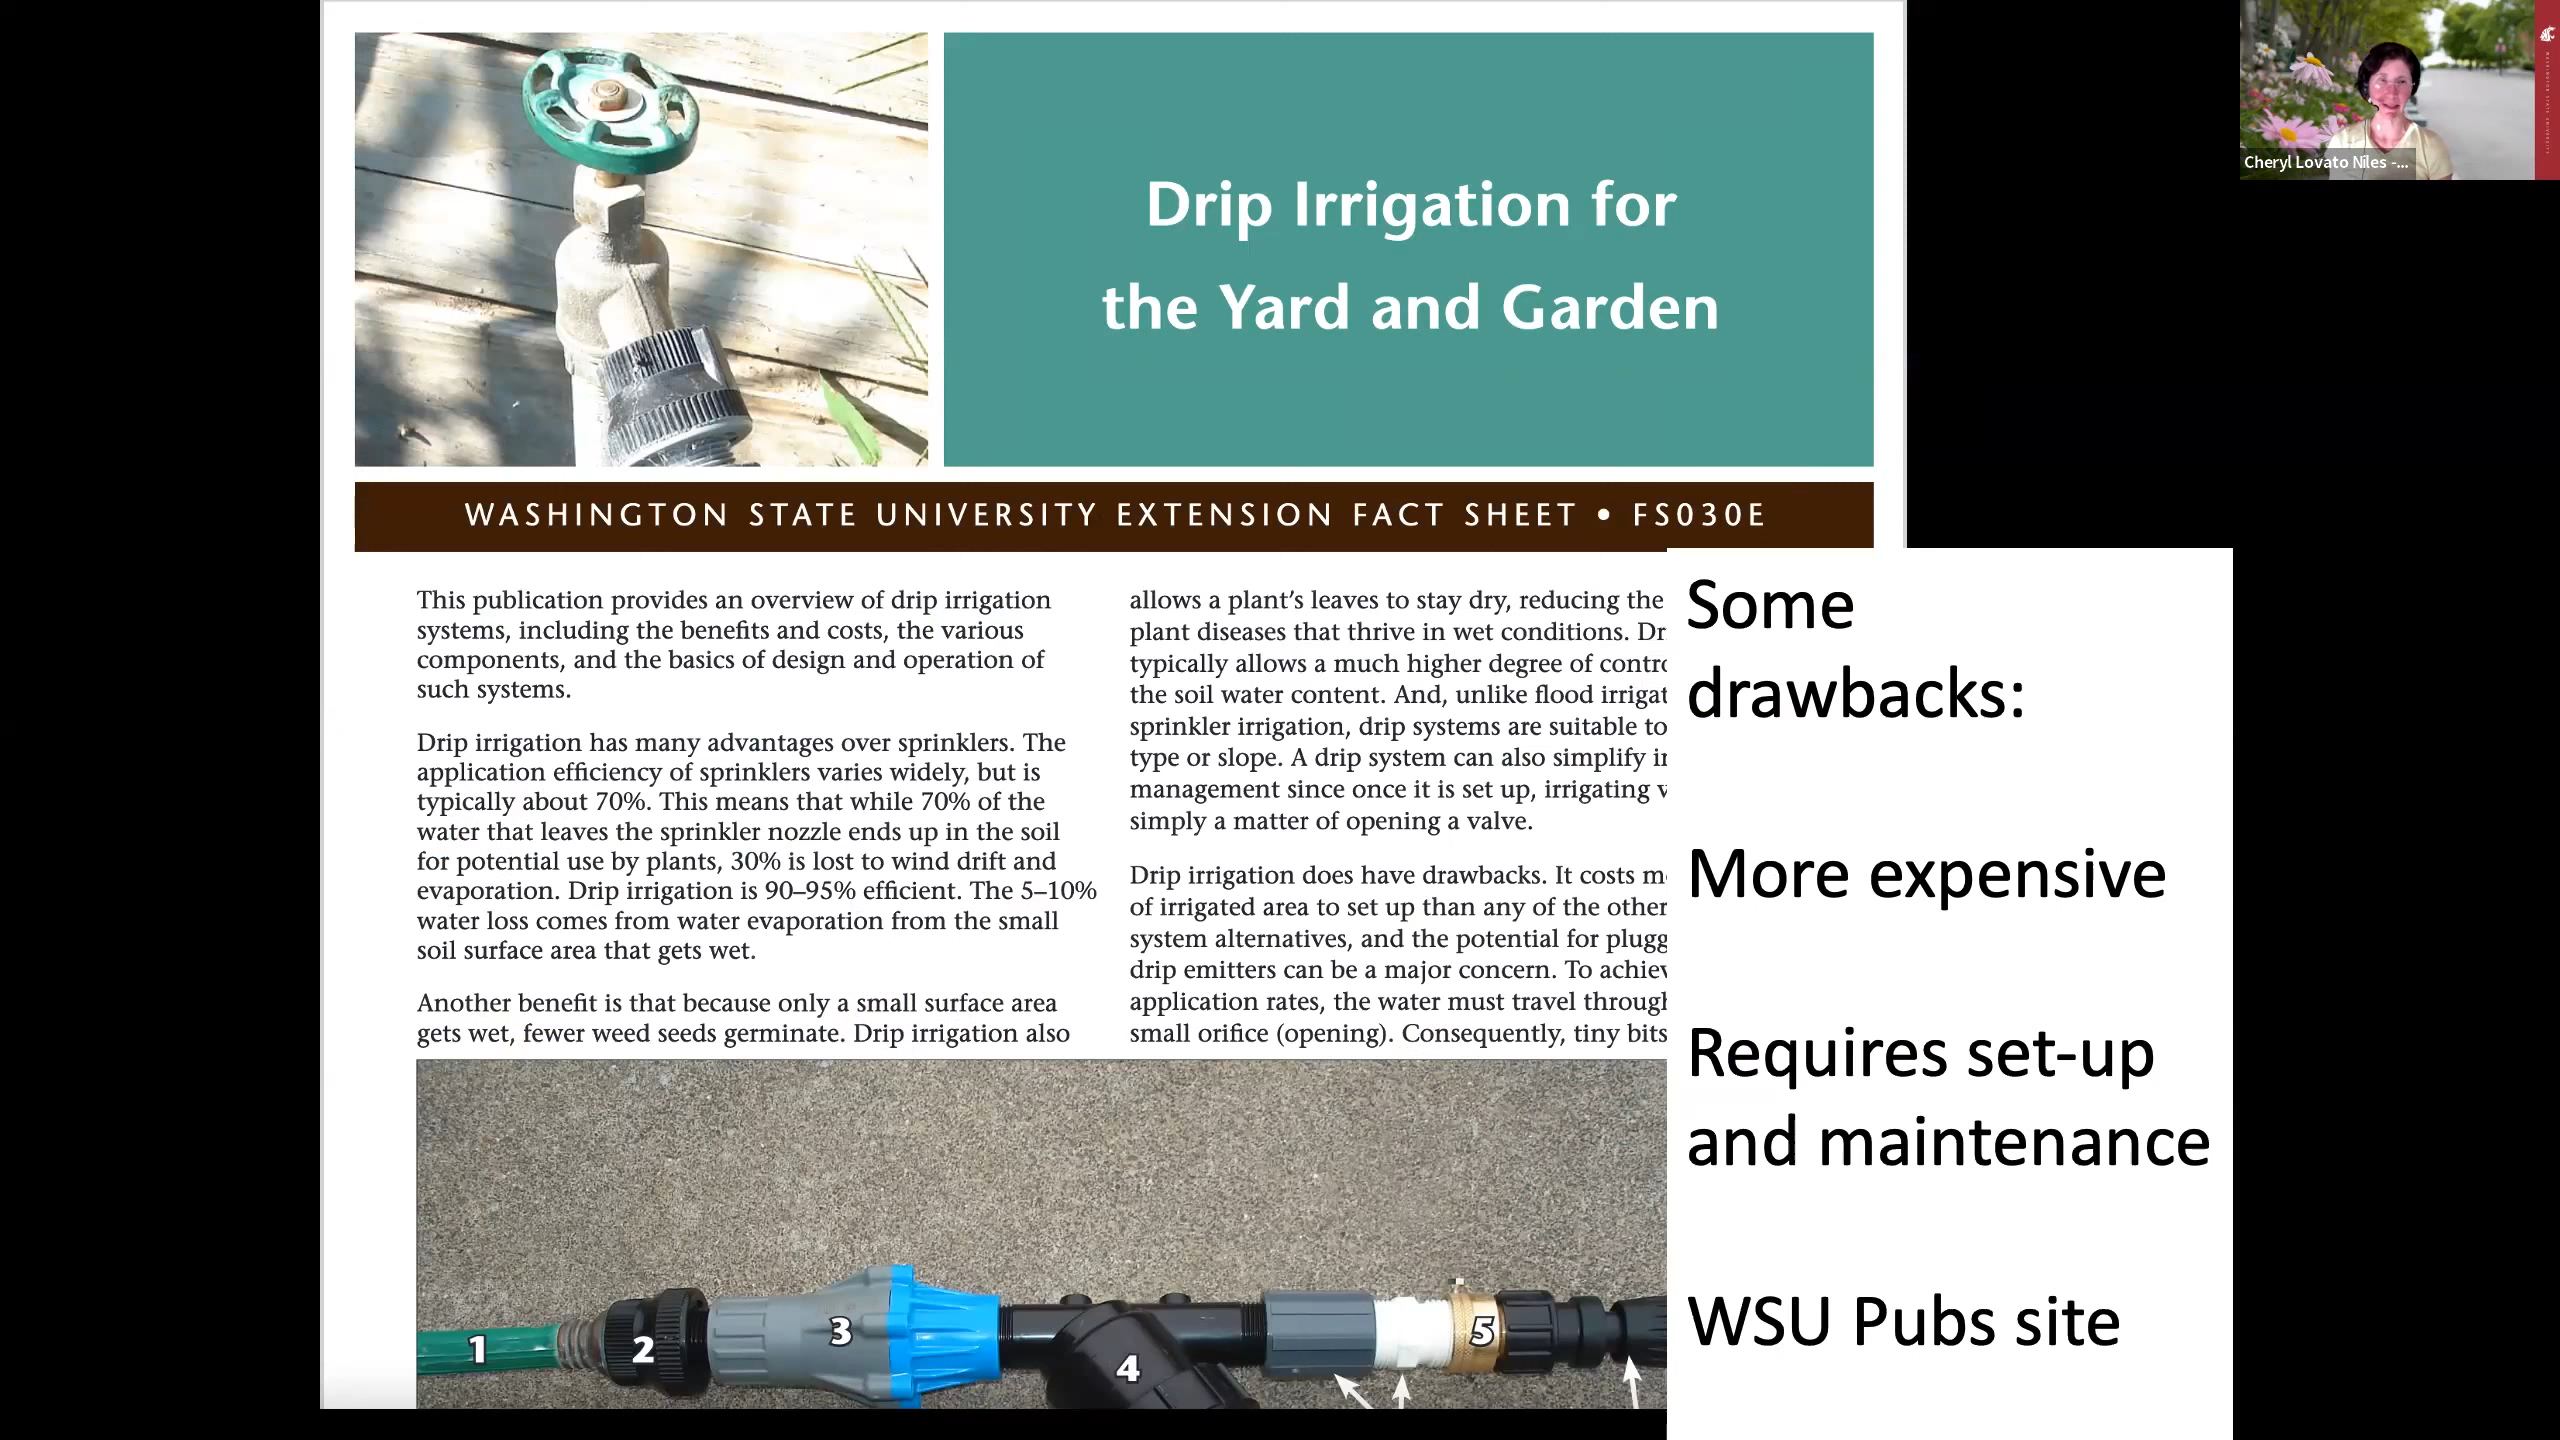 Drip Irrigation for
the Yard and Garden
WASHINGTON STATE UNIVERSITY EXTENSION FACT SHEET • FS030E
This publication provides an overview of drip irrigation
systems, including the benefits and costs, the various
components, and the basics of design and operation of
such systems.
Drip irrigation has many advantages over sprinklers. The
application efficiency of sprinklers varies widely, but is
typically about 70%. This means that while 70% of the
water that leaves the sprinkler nozzle ends up in the soil
for potential use by plants, 30% is lost to wind drift and
evaporation. Drip irrigation is 90–95% efficient. The 5–10%
water loss comes from water evaporation from the small
soil surface area that gets wet.
Another benefit is that because only a small surface area
gets wet, fewer weed seeds germinate. Drip irrigation also
allows a plant’s leaves to stay dry, reducing the
plant diseases that thrive in wet conditions.
typically allows a much higher degree of
the soil water content. And, unlike flood
sprinkler irrigation, drip systems are suitable to
type or slope. A drip system can also simplify
management since once it is set up, irrigating
simply a matter of opening a valve.
Drip irrigation does have drawbacks. It costs
of irrigated area to set up than any of the other
system alternatives, and the potential for
drip emitters can be a major concern. To
application rates, the water must travel through
small orifice (opening). Consequently, tiny bits
1
2
3
4
5
Some
drawbacks:
More expensive
Requires set-up
and maintenance
WSU Pubs site
Cheryl Lovato Niles -...